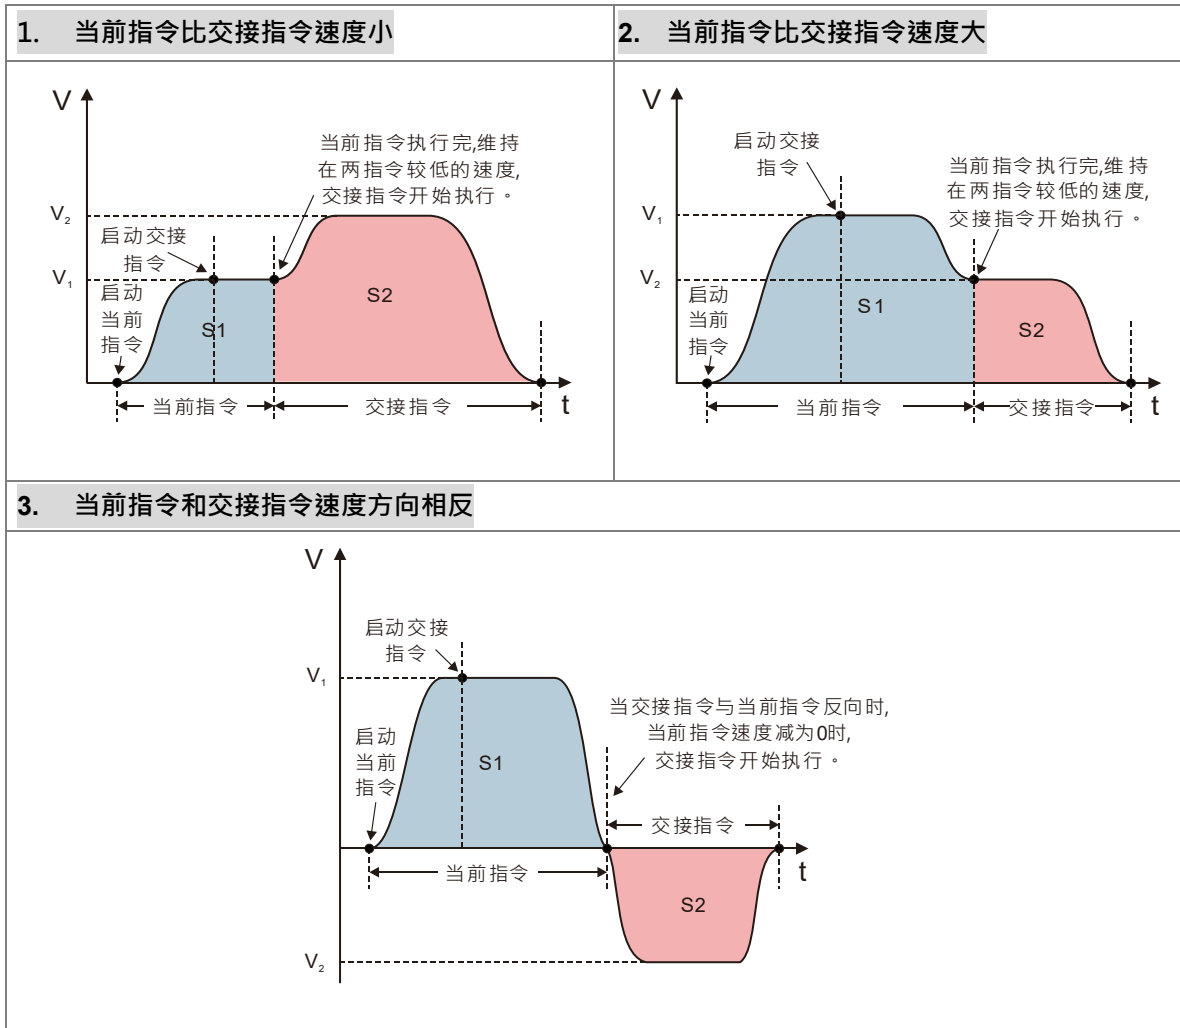 1. 当前指令比交接指令速度小
2. 当前指令比交接指令速度大
V
当前指令执行完,维持
在两指令较低的速度,
交接指令开始执行。
V₂
启动交接
指令
V₁
启动
当前
指令
S1
S2
当前指令
交接指令
t
V
启动交接
指令
当前指令执行完,维持
在两指令较低的速度,
交接指令开始执行。
V₁
V₂
启动
当前
指令
S1
S2
当前指令
交接指令
t
3. 当前指令和交接指令速度方向相反
V
启动交接
指令
V₁
当交接指令与当前指令反向时,
当前指令速度减为0时,
交接指令开始执行。
启动
当前
指令
S1
交接指令
当前指令
t
S2
V₂